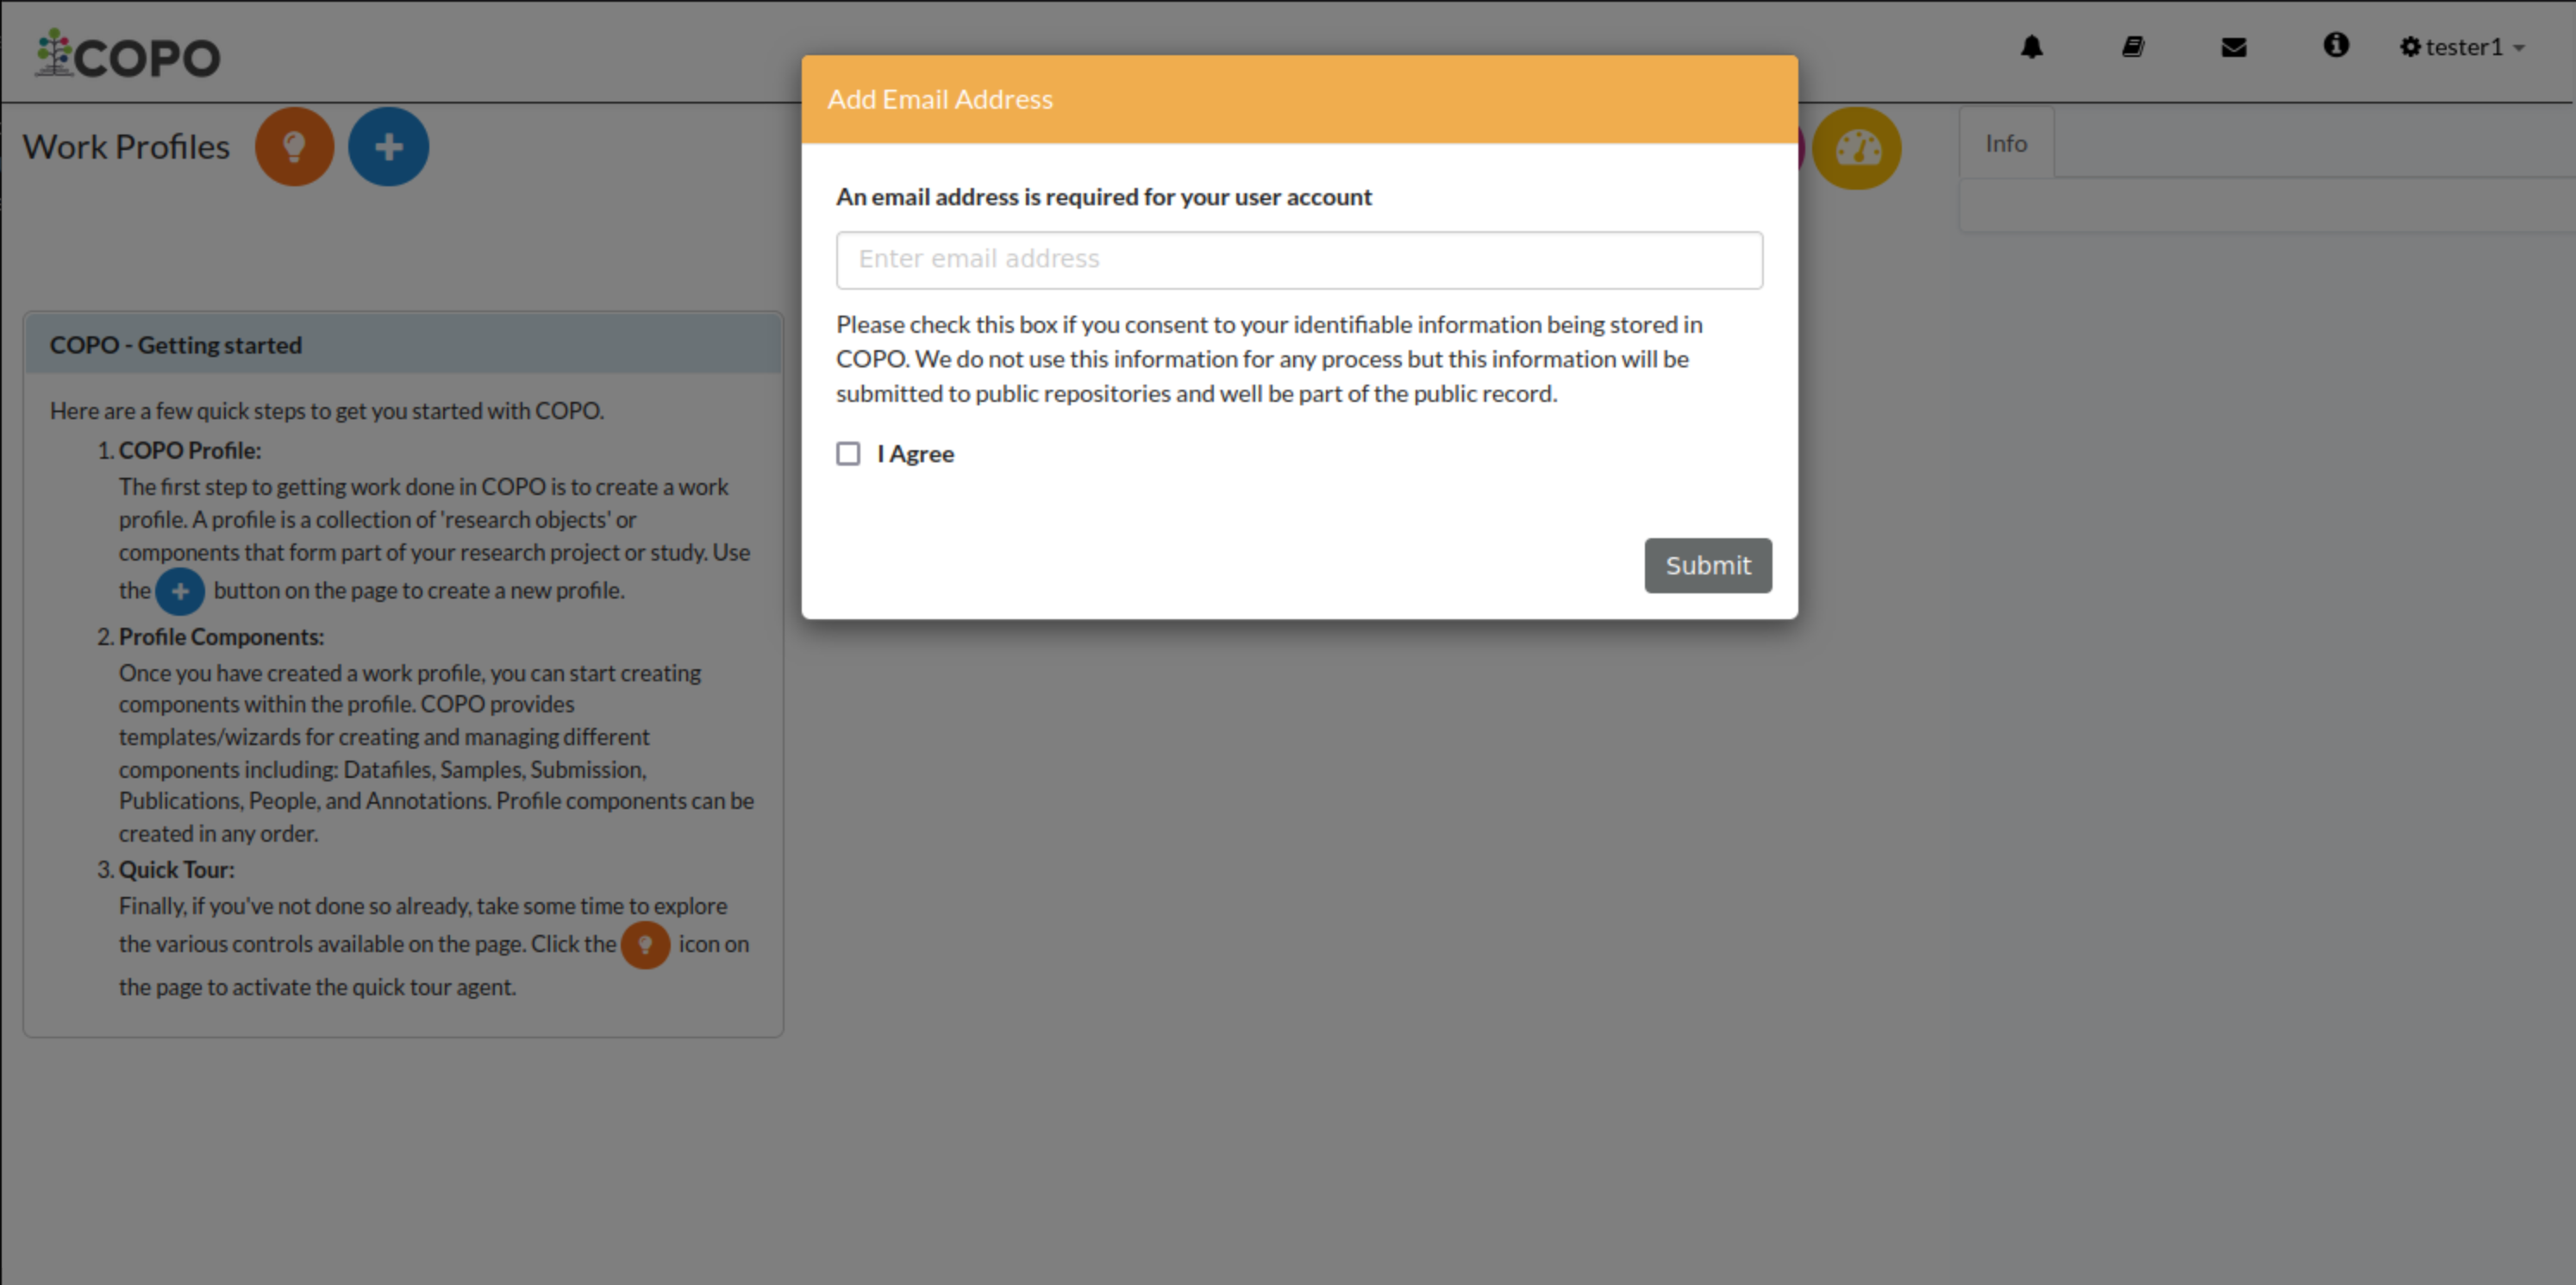 COPO
tester1
Work Profiles
Info
Add Email Address
An email address is required for your user account
Enter email address
Please check this box if you consent to your identifiable information being stored in
COPO. We do not use this information for any process but this information will be
submitted to public repositories and well be part of the public record.
I Agree
Submit
COPO - Getting started
Here are a few quick steps to get you started with COPO.
1. COPO Profile:
The first step to getting work done in COPO is to create a work
profile. A profile is a collection of 'research objects' or
components that form part of your research project or study. Use
the button on the page to create a new profile.
2. Profile Components:
Once you have created a work profile, you can start creating
components within the profile. COPO provides
templates/wizards for creating and managing different
components including: Datafiles, Samples, Submission,
Publications, People, and Annotations. Profile components can be
created in any order.
3. Quick Tour:
Finally, if you've not done so already, take some time to explore
the various controls available on the page. Click the icon on
the page to activate the quick tour agent.